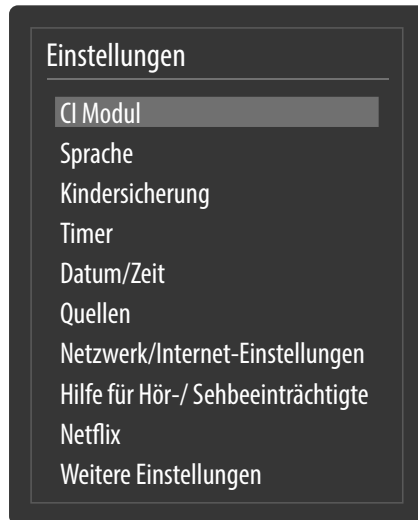 Einstellungen
CI Modul
Sprache
Kindersicherung
Timer
Datum/Zeit
Quellen
Netzwerk/Internet-Einstellungen
Hilfe für Hör-/ Sehbeeinträchtigte
Netflix
Weitere Einstellungen